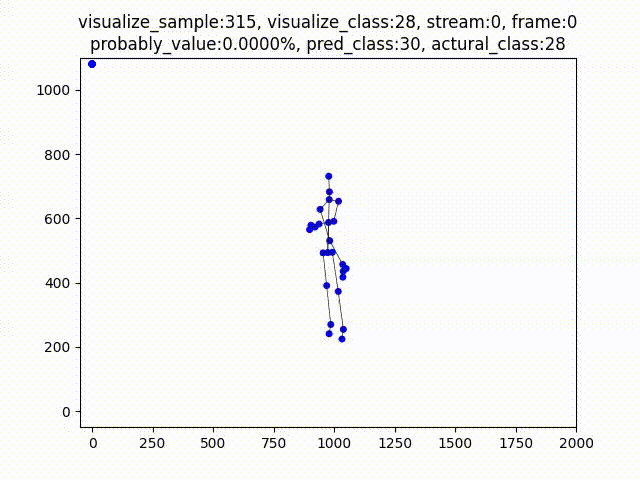 visualize_sample:315, visualize_class:28, stream:0, frame:0
probably_value:0.0000%, pred_class:30, actural_class:28
1000
800
600
400
200
0
0 250 500 750 1000 1250 1500 1750 2000